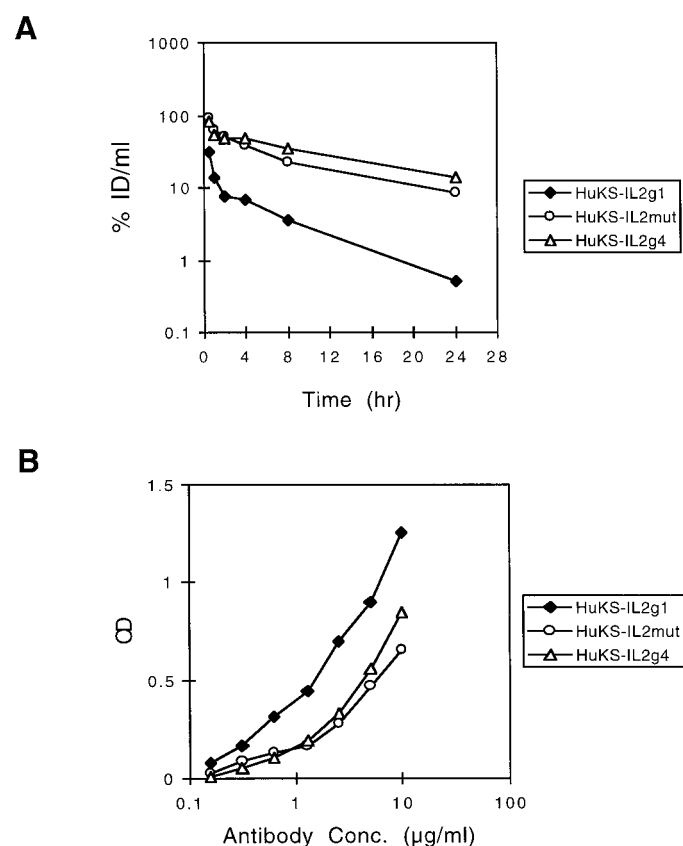 A
1000
100
10
1
0.1
% ID/ml
0 4 8 12 16 20 24 28
Time (hr)
HuKS-IL2g1
HuKS-IL2mut
HuKS-IL2g4
B
1.5
1
0.5
0
OD
0.1 1 10 100
Antibody Conc. (µg/ml)
HuKS-IL2g1
HuKS-IL2mut
HuKS-IL2g4